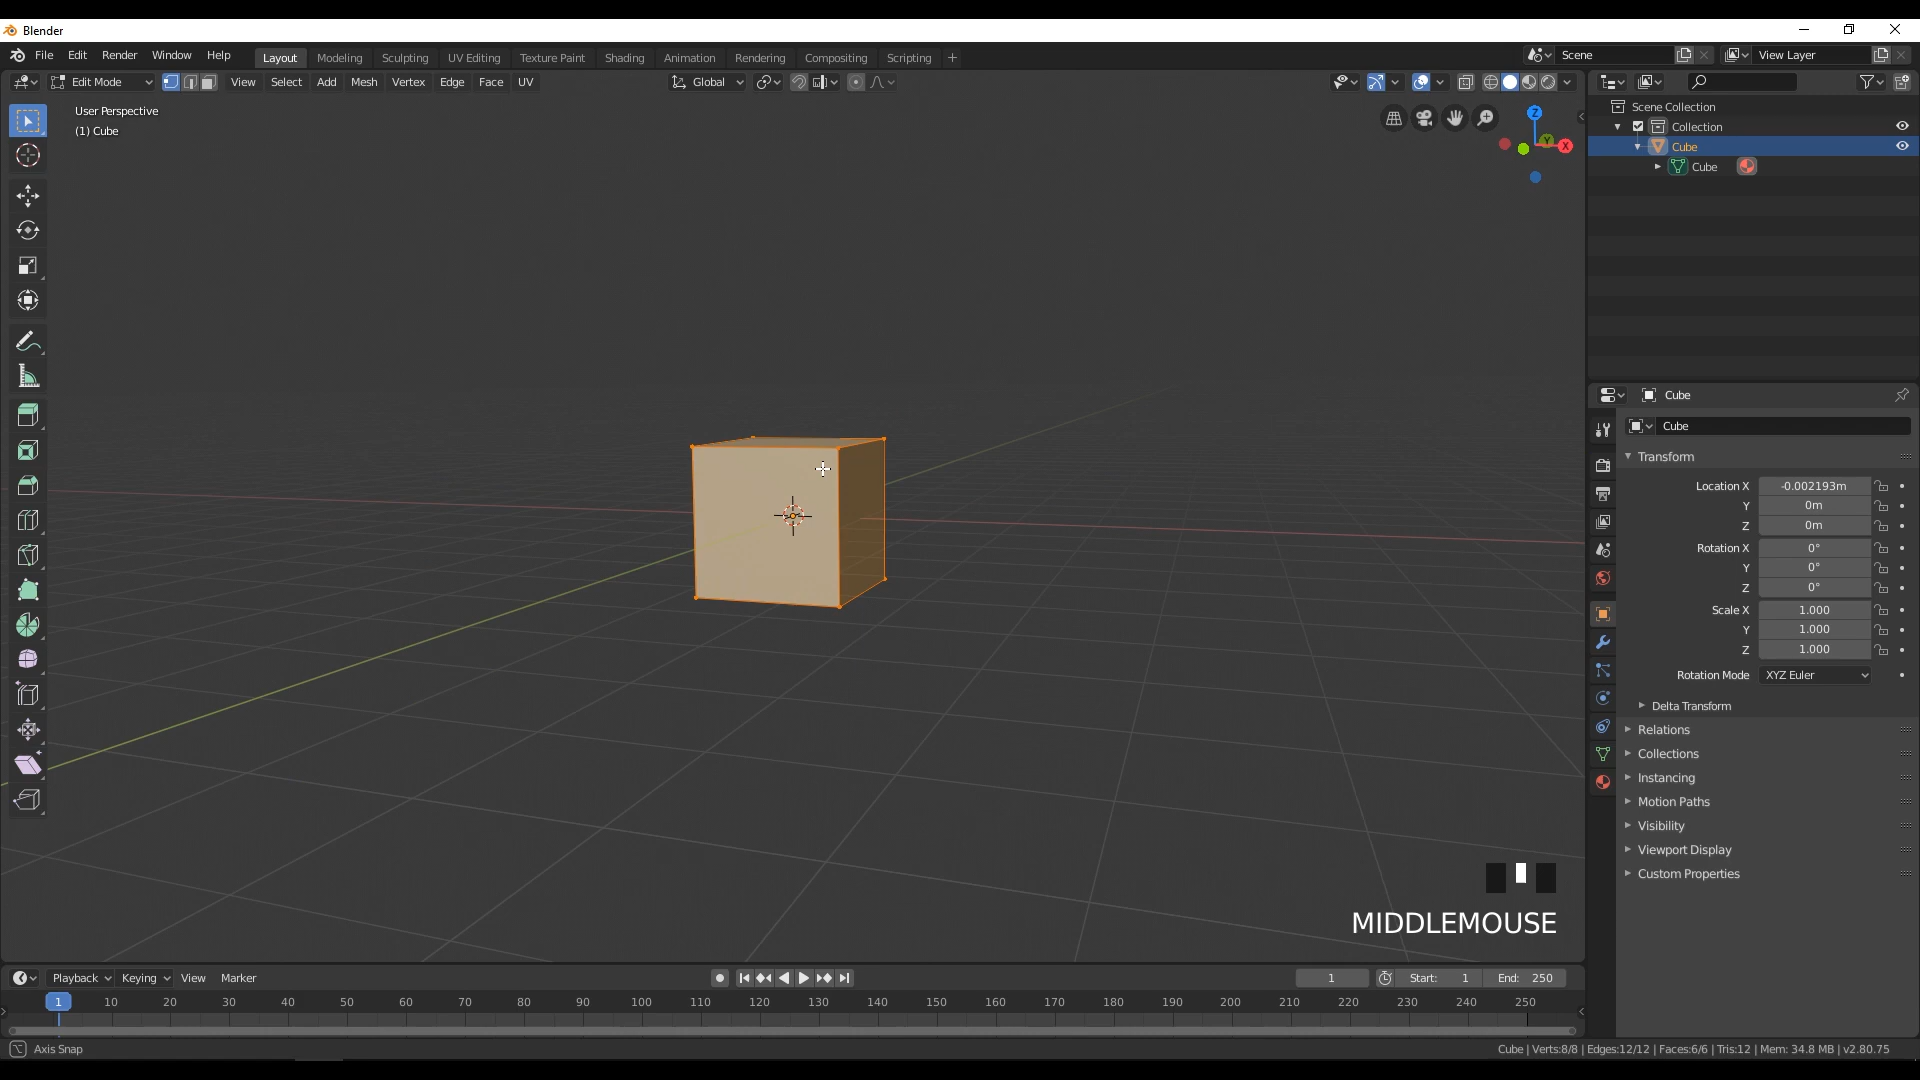 Blender
File Edit Render Window Help Layout Modeling Sculpting UV Editing Texture Paint Shading Animation Rendering Compositing Scripting + Scene View Layer
Edit Mode View Select Add Mesh Vertex Edge Face UV Global
User Perspective
(1) Cube
Z
Y
X
Scene Collection
Collection
Cube
Cube
Cube
Cube
Transform
Location X -0.002193m
Y 0m
Z 0m
Rotation X 0°
Y 0°
Z 0°
Scale X 1.000
Y 1.000
Z 1.000
Rotation Mode XYZ Euler
Delta Transform
Relations
Collections
Instancing
Motion Paths
Visibility
Viewport Display
Custom Properties
MIDDLEMOUSE
Playback Keying View Marker 1 Start: 1 End: 250
1 10 20 30 40 50 60 70 80 90 100 110 120 130 140 150 160 170 180 190 200 210 220 230 240 250
Axis Snap
Cube | Verts:8/8 | Edges:12/12 | Faces:6/6 | Tris:12 | Mem: 34.8 MB | v2.80.75